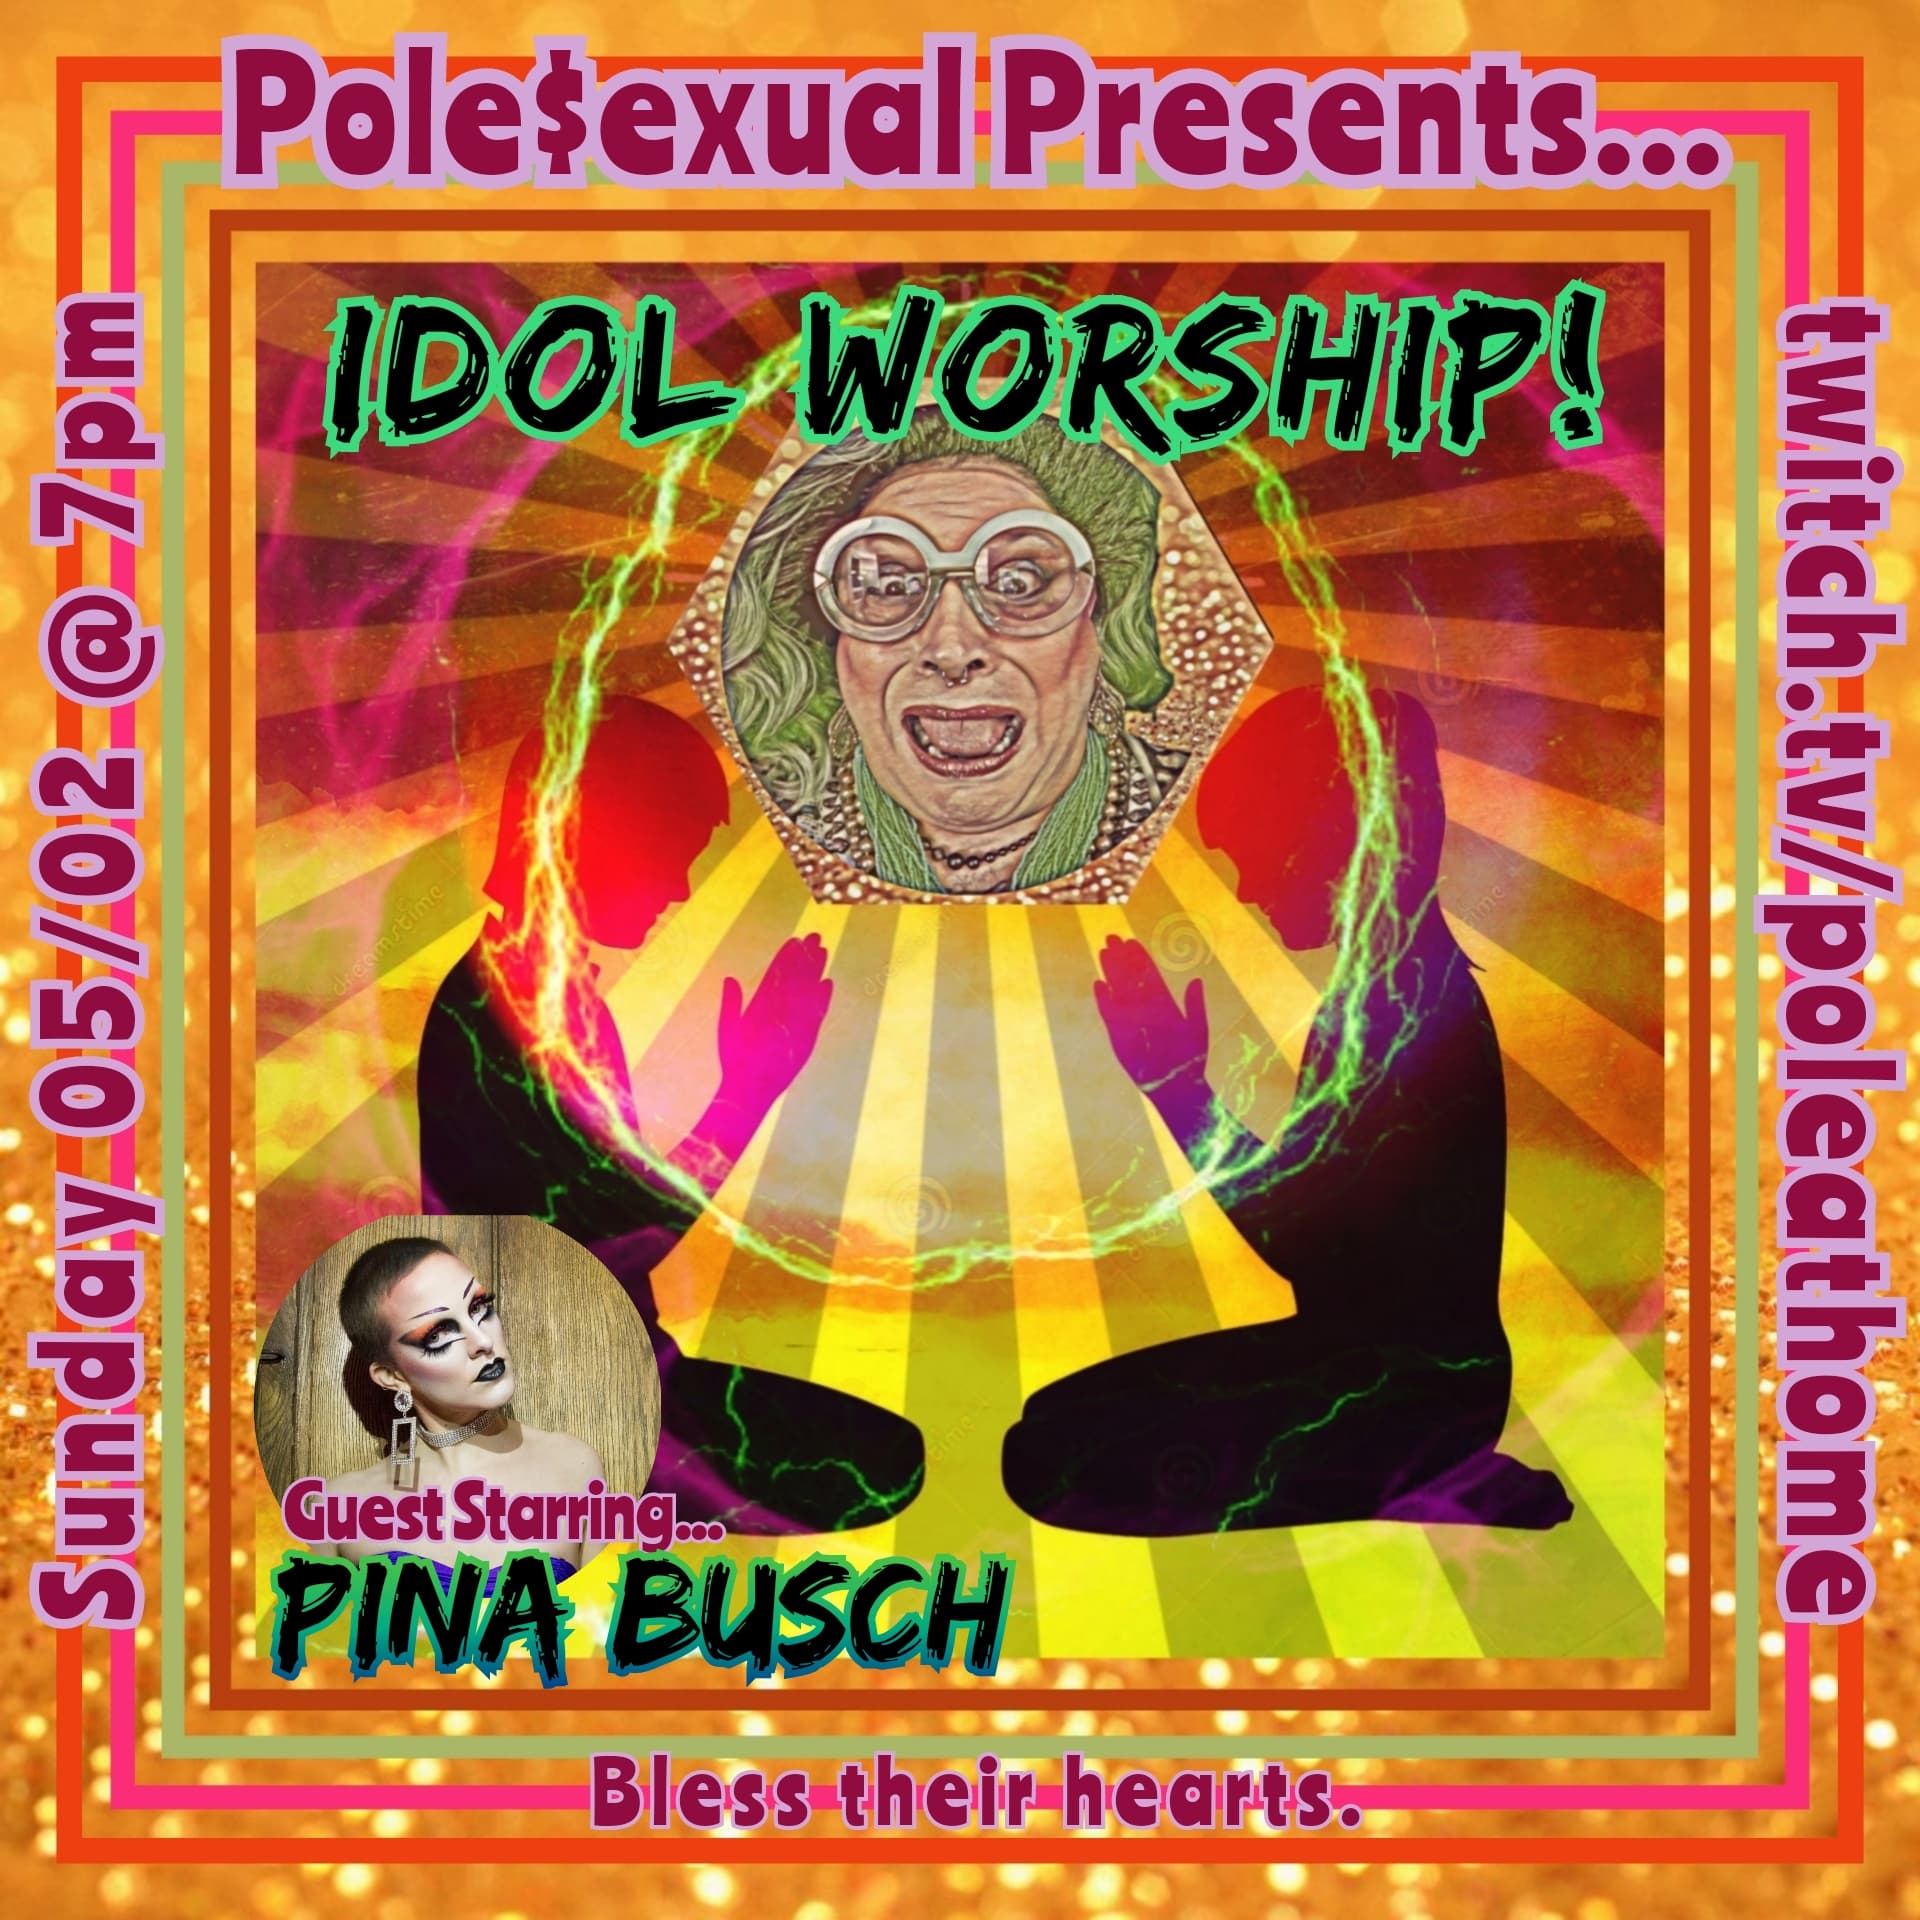 Pole$exual Presents...
IDOL WORSHIP!
Sunday 05/02 @ 7pm
twitch.tv/poleathome
Guest Starring...
PINA BUSCH
Bless their hearts.
dreamstime